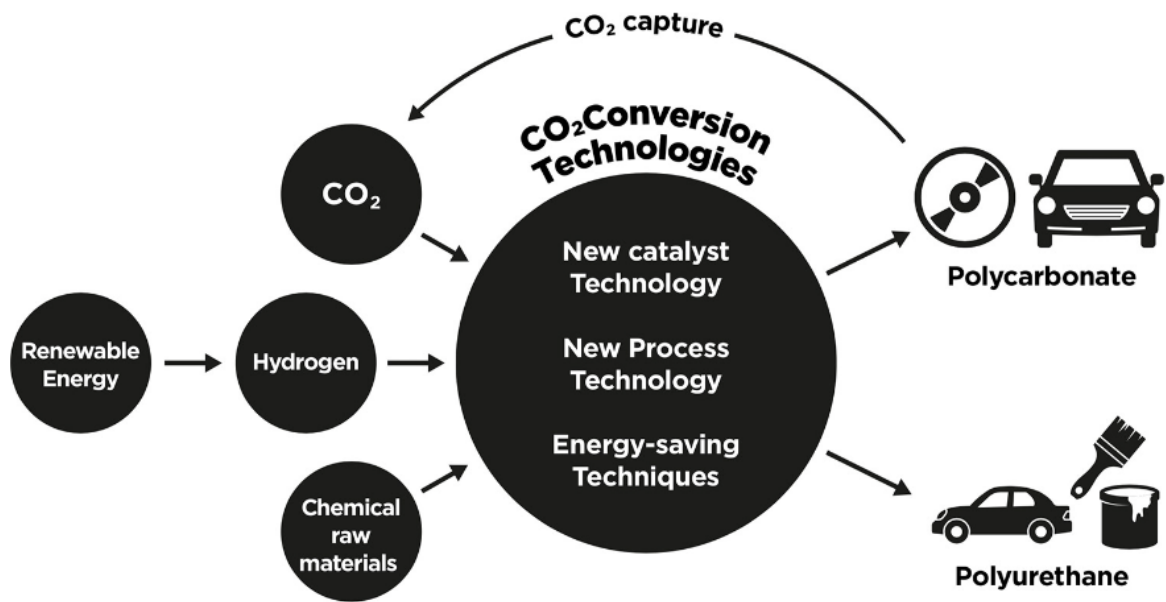 CO₂ capture
CO₂Conversion
Technologies
CO₂
New catalyst
Technology
Polycarbonate
Renewable
Energy
Hydrogen
New Process
Technology
Energy-saving
Techniques
Chemical
raw
materials
Polyurethane